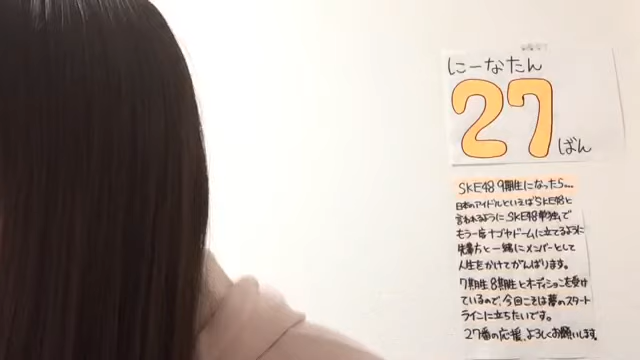 にーなたん
27
ばん
SKE48 9期生になったら...
日本のアイドルといえばSKE48と
言われるように SKE48単独で
もう一度ナゴヤドームに立てるように
先輩方と一緒にメンバーとして
人生をかけてがんばります。
7期生8期生とオーディションを受け
ているので、今回こそは夢のスタート
ラインに立ちたいです。
27番の応援、よろしくお願いします。